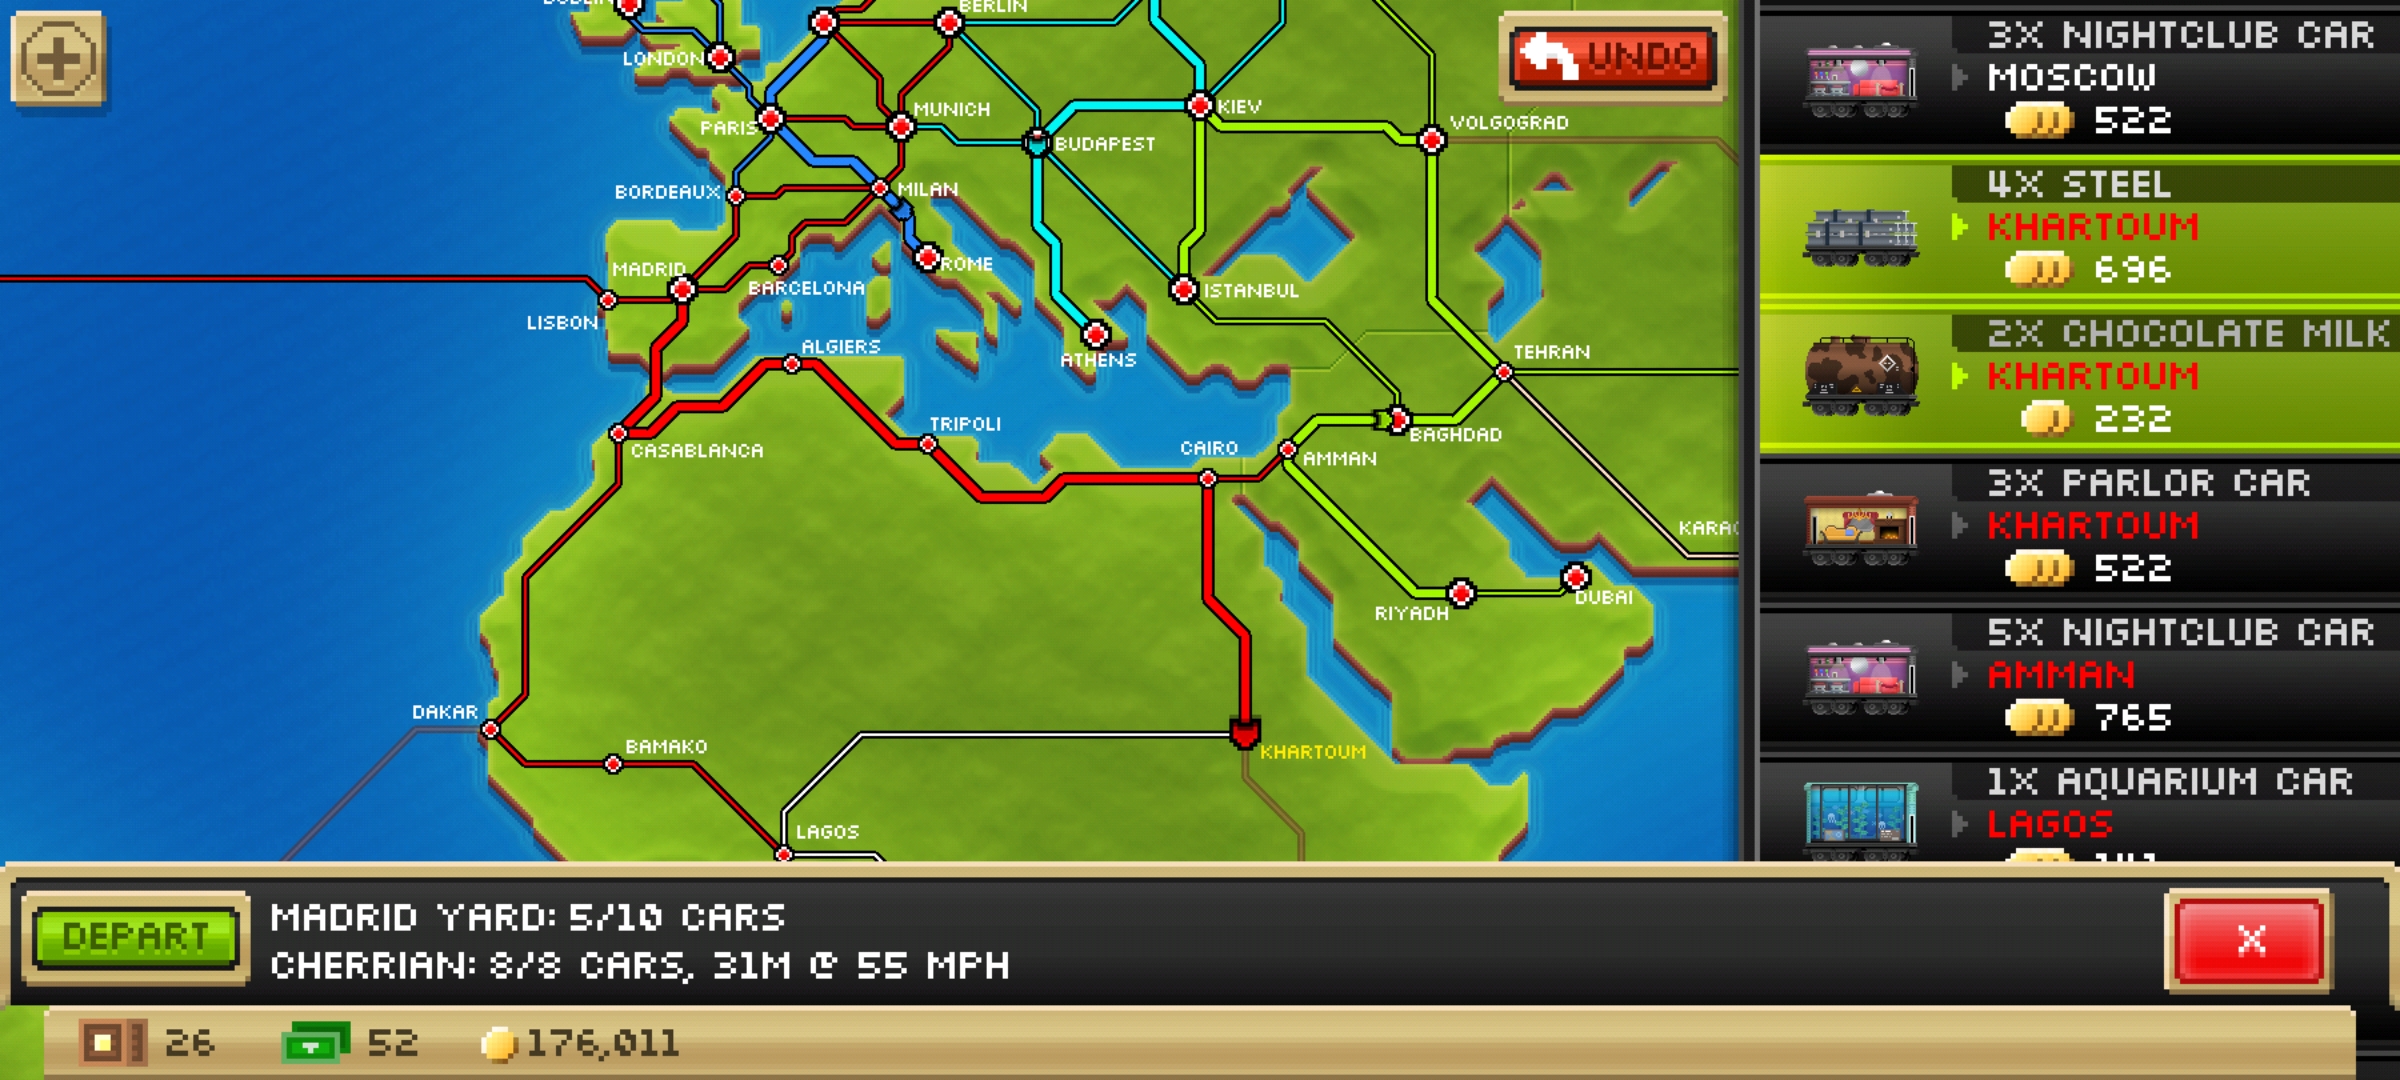 BERLIN
LONDON
MUNICH
PARIS
KIEV
BUDAPEST
VOLGOGRAD
BORDEAUX
MILAN
MADRID
ROME
BARCELONA
ISTANBUL
LISBON
ALGIERS
ATHENS
TEHRAN
TRIPOLI
CASABLANCA
CAIRO
AMMAN
BAGHDAD
KARAC
RIYADH
DUBAI
DAKAR
BAMAKO
KHARTOUM
LAGOS
UNDO
3X NIGHTCLUB CAR
MOSCOW
522
4X STEEL
KHARTOUM
696
2X CHOCOLATE MILK
KHARTOUM
232
3X PARLOR CAR
KHARTOUM
522
5X NIGHTCLUB CAR
AMMAN
765
1X AQUARIUM CAR
LAGOS
DEPART
MADRID YARD: 5/10 CARS
CHERRIAN: 8/8 CARS, 31M @ 55 MPH
X
26
52
176,011